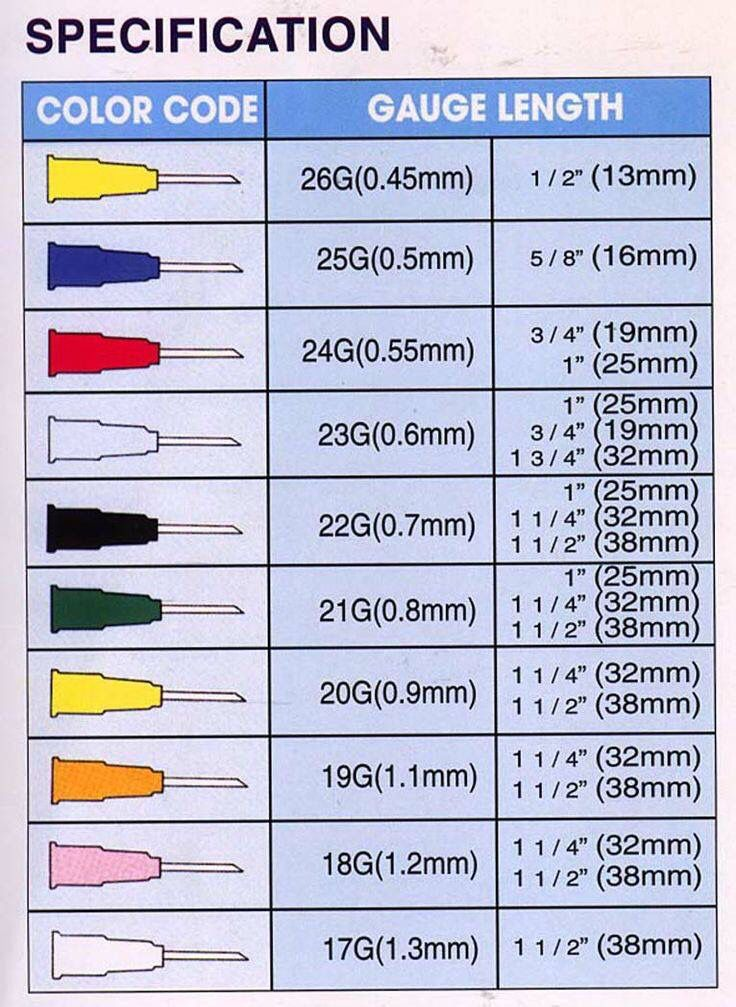 SPECIFICATION
COLOR CODE GAUGE LENGTH
26G(0.45mm) 1/2” (13mm)
25G(0.5mm) 5/8” (16mm)
24G(0.55mm) 3/4” (19mm)
1” (25mm)
23G(0.6mm) 1” (25mm)
3/4” (19mm)
1 3/4” (32mm)
22G(0.7mm) 1” (25mm)
1 1/4” (32mm)
1 1/2” (38mm)
21G(0.8mm) 1” (25mm)
1 1/4” (32mm)
1 1/2” (38mm)
20G(0.9mm) 1 1/4” (32mm)
1 1/2” (38mm)
19G(1.1mm) 1 1/4” (32mm)
1 1/2” (38mm)
18G(1.2mm) 1 1/4” (32mm)
1 1/2” (38mm)
17G(1.3mm) 1 1/2” (38mm)